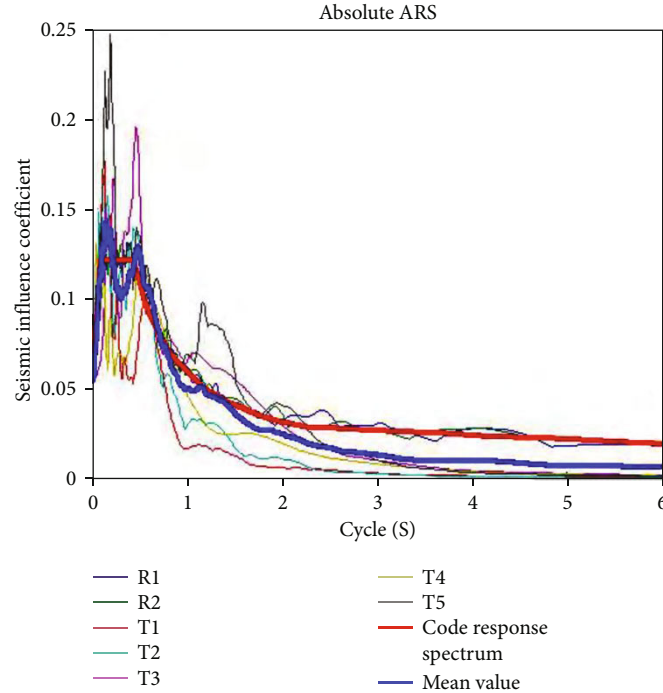 Absolute ARS
0.25
0.2
0.15
0.1
0.05
0
Seismic influence coefficient
0 1 2 3 4 5 6
Cycle (S)
R1
R2
T1
T2
T3
T4
T5
Code response
spectrum
Mean value